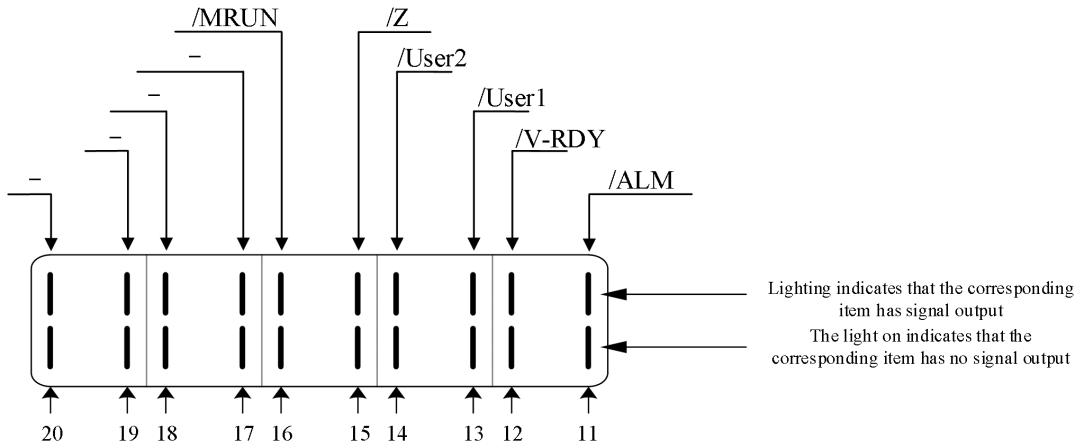 /MRUN
/Z
–
/User2
–
/User1
–
/V-RDY
–
/ALM
Lighting indicates that the corresponding
item has signal output
The light on indicates that the
corresponding item has no signal output
20 19 18 17 16 15 14 13 12 11